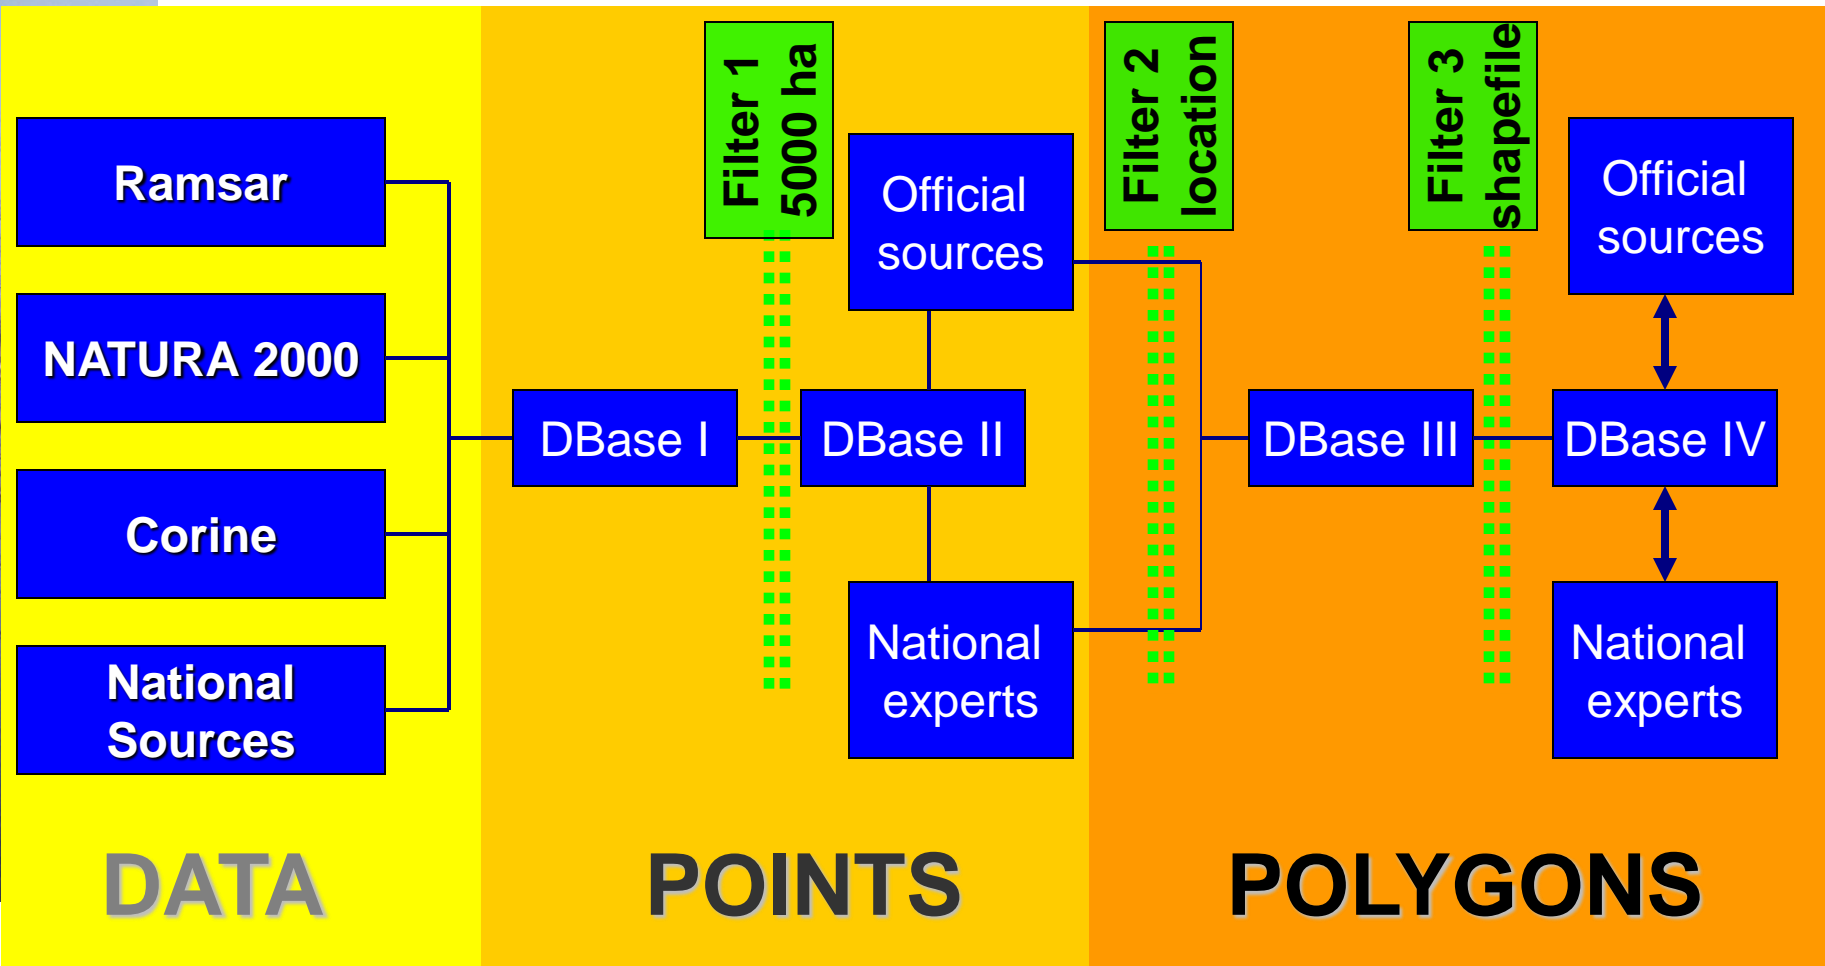 Ramsar
NATURA 2000
Corine
National
Sources
DATA
Filter 1
5000 ha
Official
sources
DBase I
DBase II
National
experts
POINTS
Filter 2
location
Filter 3
shapefile
Official
sources
DBase III
DBase IV
National
experts
POLYGONS